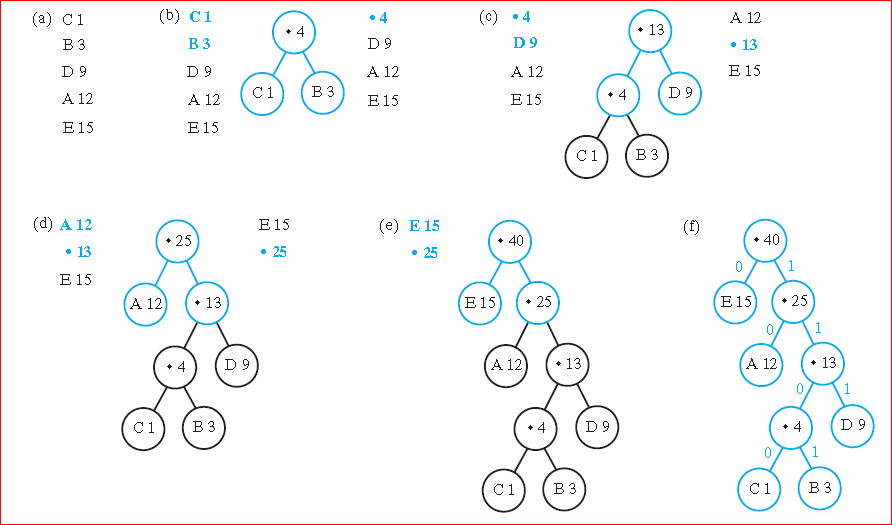 (a) C 1
B 3
D 9
A 12
E 15
(b) C 1
B 3
D 9
A 12
E 15
• 4
C 1 B 3
• 4
D 9
A 12
E 15
(c) • 4
D 9
A 12
E 15
• 13
• 4 D 9
C 1 B 3
A 12
• 13
E 15
(d) A 12
• 13
E 15
• 25
A 12 • 13
• 4 D 9
C 1 B 3
E 15
• 25
(e) E 15
• 25
• 40
E 15 • 25
A 12 • 13
• 4 D 9
C 1 B 3
(f)
• 40
0 1
E 15 • 25
0 1
A 12 • 13
0 1
• 4 D 9
0 1
C 1 B 3